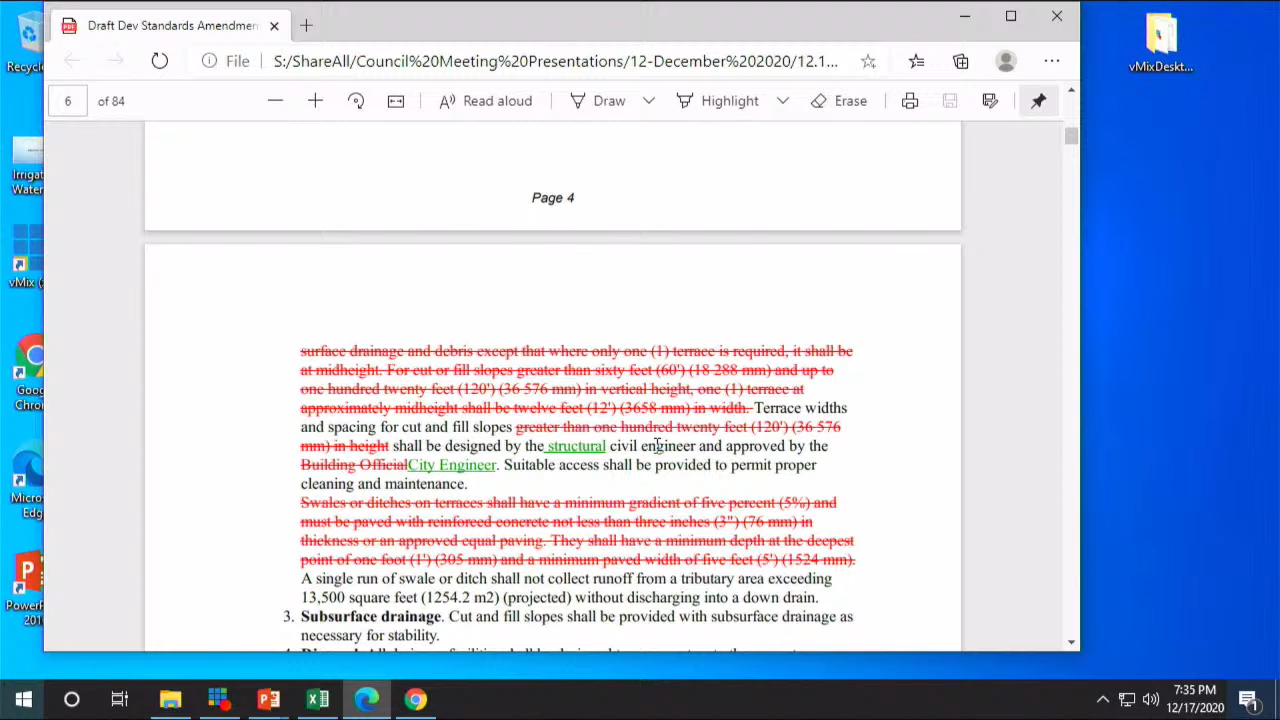 Draft Dev Standards Amendmen
File S:/ShareAll/Council%20Meeting%20Presentations/12-December%202020/12.1...
6 of 84 Read aloud Draw Highlight Erase
Recycle
vMixDeskt...
Irrigat
Water
vMix (
Goo
Chron
Micro
Ed
PowerP
20
Page 4
surface drainage and debris except that where only one (1) terrace is required, it shall be
at midheight. For cut or fill slopes greater than sixty feet (60') (18 288 mm) and up to
one hundred twenty feet (120') (36 576 mm) in vertical height, one (1) terrace at
approximately midheight shall be twelve feet (12') (3658 mm) in width. Terrace widths
and spacing for cut and fill slopes greater than one hundred twenty feet (120') (36 576
mm) in height shall be designed by the structural civil engineer and approved by the
Building OfficialCity Engineer. Suitable access shall be provided to permit proper
cleaning and maintenance.
Swales or ditches on terraces shall have a minimum gradient of five percent (5%) and
must be paved with reinforced concrete not less than three inches (3") (76 mm) in
thickness or an approved equal paving. They shall have a minimum depth at the deepest
point of one foot (1') (305 mm) and a minimum paved width of five feet (5') (1524 mm).
A single run of swale or ditch shall not collect runoff from a tributary area exceeding
13,500 square feet (1254.2 m2) (projected) without discharging into a down drain.
3. Subsurface drainage. Cut and fill slopes shall be provided with subsurface drainage as
necessary for stability.
7:35 PM
12/17/2020
1